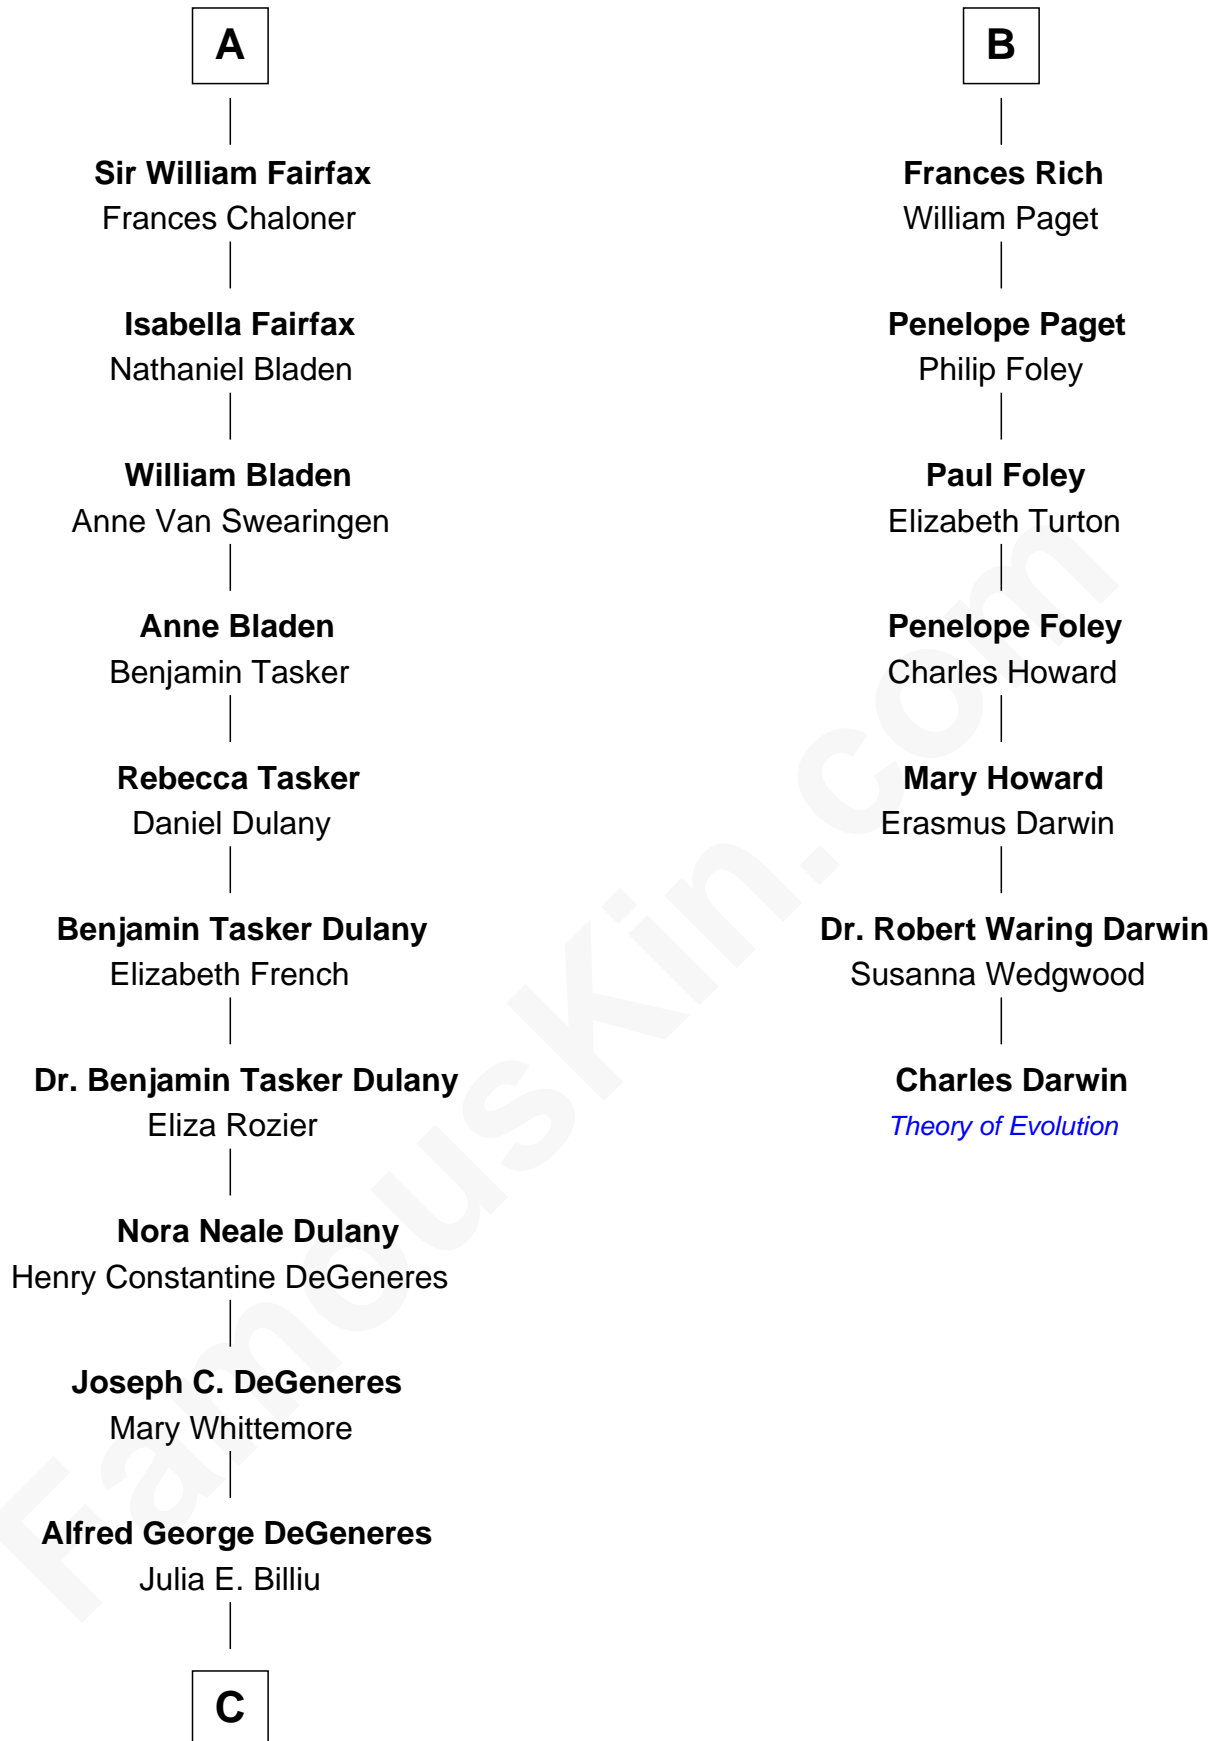 A
Sir William Fairfax
Frances Chaloner
Isabella Fairfax
Nathaniel Bladen
William Bladen
Anne Van Swearingen
Anne Bladen
Benjamin Tasker
Rebecca Tasker
Daniel Dulany
Benjamin Tasker Dulany
Elizabeth French
Dr. Benjamin Tasker Dulany
Eliza Rozier
Nora Neale Dulany
Henry Constantine DeGeneres
Joseph C. DeGeneres
Mary Whittemore
Alfred George DeGeneres
Julia E. Billiu
C
B
Frances Rich
William Paget
Penelope Paget
Philip Foley
Paul Foley
Elizabeth Turton
Penelope Foley
Charles Howard
Mary Howard
Erasmus Darwin
Dr. Robert Waring Darwin
Susanna Wedgwood
Charles Darwin
Theory of Evolution
FamousKin.com